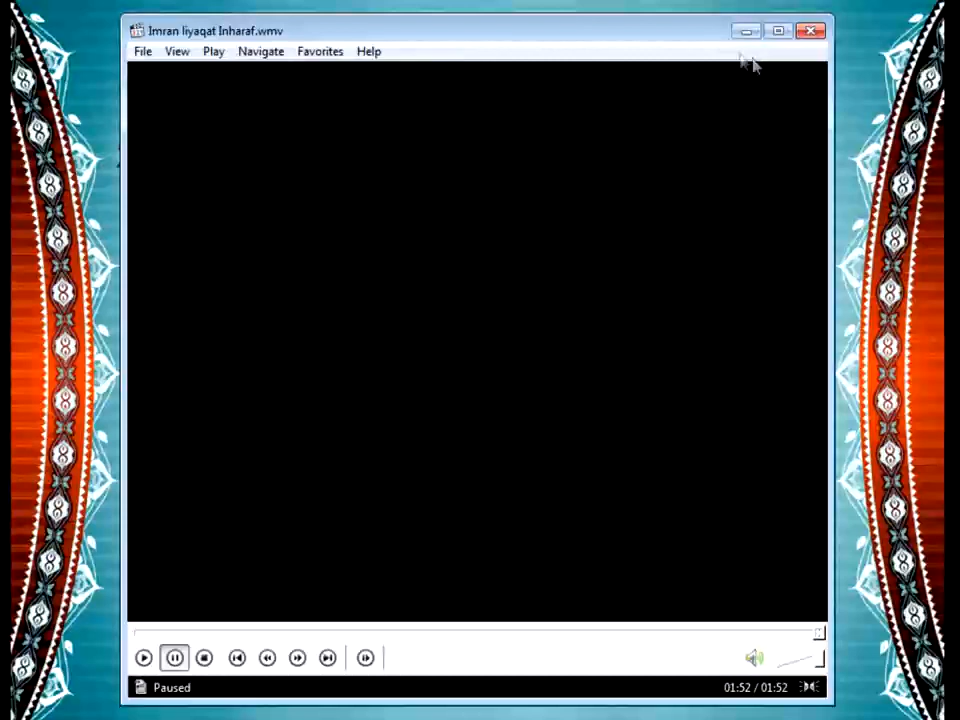 Imran liyaqat Inharaf.wmv
File View Play Navigate Favorites Help
Paused
01:52 / 01:52